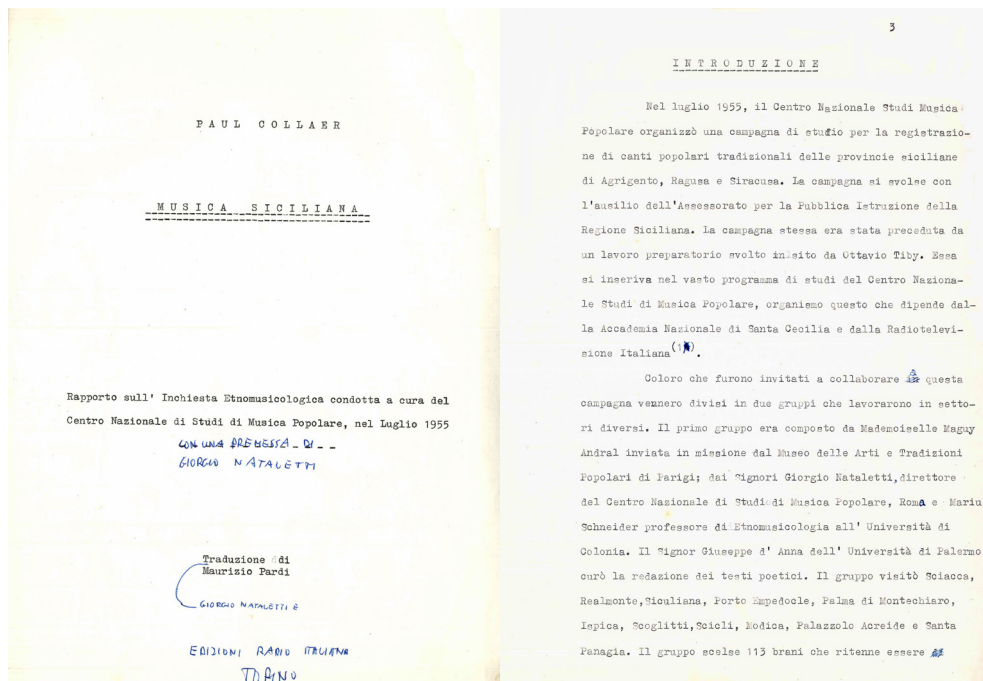 PAUL COLLAER
MUSICA SICILIANA
Rapporto sull' Inchiesta Etnomusicologica condotta a cura del
Centro Nazionale di Studi di Musica Popolare, nel Luglio 1955
CON UNA PREMESSA DI
GIORGIO NATALETTI
Traduzione di
Maurizio Pardi
GIORGIO NATALETTI E
EDIZIONI RADIO ITALIANA
TORINO
3
INTRODUZIONE
Nel luglio 1955, il Centro Nazionale Studi Musica
Popolare organizzò una campagna di studio per la registrazio-
ne di canti popolari tradizionali delle provincie siciliane
di Agrigento, Ragusa e Siracusa. La campagna si svolse con
l'ausilio dell'Assessorato per la Pubblica Istruzione della
Regione Siciliana. La campagna stessa era stata preceduta da
un lavoro preparatorio svolto in sito da Ottavio Tiby. Essa
si inseriva nel vasto programma di studi del Centro Naziona-
le Studi di Musica Popolare, organismo questo che dipende dal-
la Accademia Nazionale di Santa Cecilia e dalla Radiotelevi-
sione Italiana(1).
Coloro che furono invitati a collaborare a questa
campagna vennero divisi in due gruppi che lavorarono in setto-
ri diversi. Il primo gruppo era composto da Mademoiselle Maguy
Andral inviata in missione dal Museo delle Arti e Tradizioni
Popolari di Parigi; dai Signori Giorgio Nataletti, direttore
del Centro Nazionale di Studi di Musica Popolare, Roma e Mariu
Schneider professore di Etnomusicologia all' Università di
Colonia. Il Signor Giuseppe d' Anna dell' Università di Palermo
curò la redazione dei testi poetici. Il gruppo visitò Sciacca,
Realmonte, Siculiana, Porto Empedocle, Palma di Montechiaro,
Ispica, Scoglitti, Scicli, Modica, Palazzolo Acreide e Santa
Panagia. Il gruppo scelse 113 brani che ritenne essere